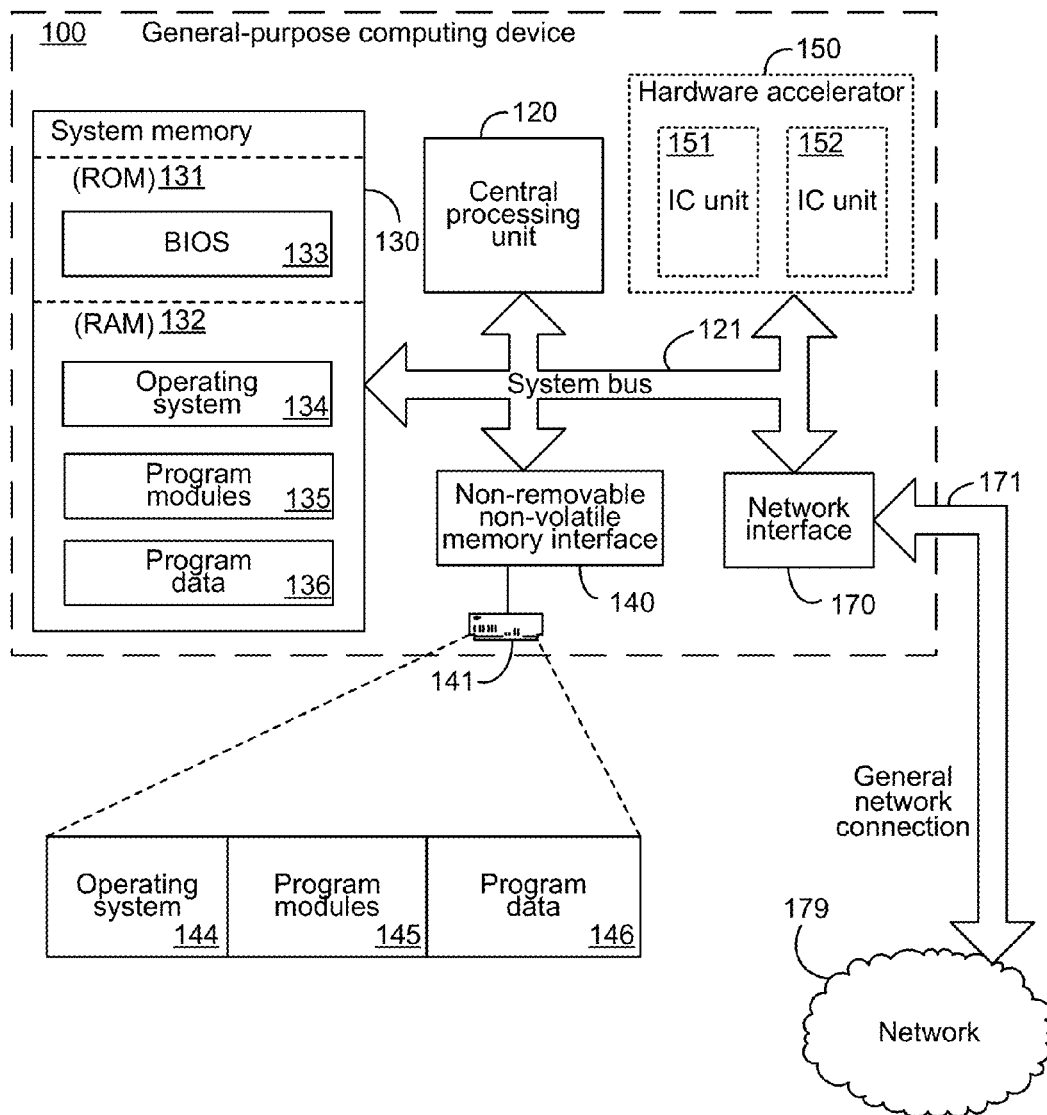 100 General-purpose computing device
150
Hardware accelerator
151
IC unit
152
IC unit
120
Central
processing
unit
System memory
(ROM) 131
BIOS
133
130
(RAM) 132
Operating
system
134
Program
modules
135
Program
data
136
121
System bus
Non-removable
non-volatile
memory interface
140
141
Network
interface
170
171
General
network
connection
Operating
system
144
Program
modules
145
Program
data
146
179
Network